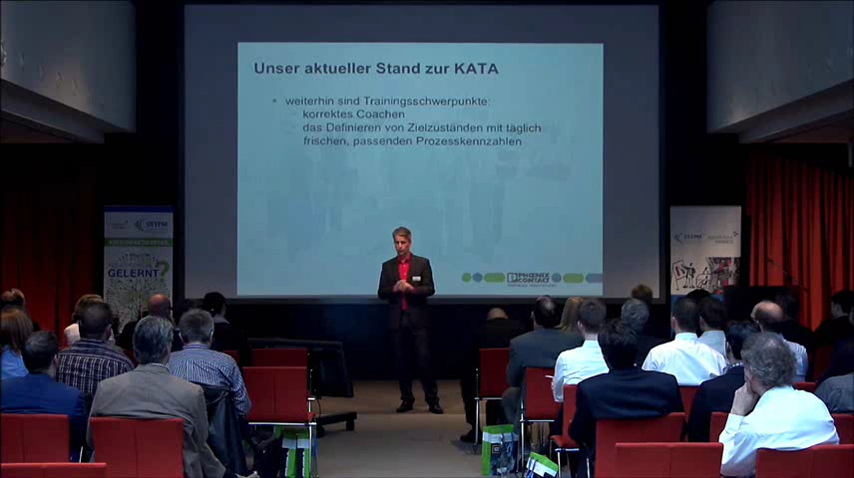 Unser aktueller Stand zur KATA
weiterhin sind Trainingsschwerpunkte:
korrektes Coachen
das Definieren von Zielzuständen mit täglich
frischen, passenden Prozesskennzahlen
PHŒNIX
CONTACT
GELERNT?